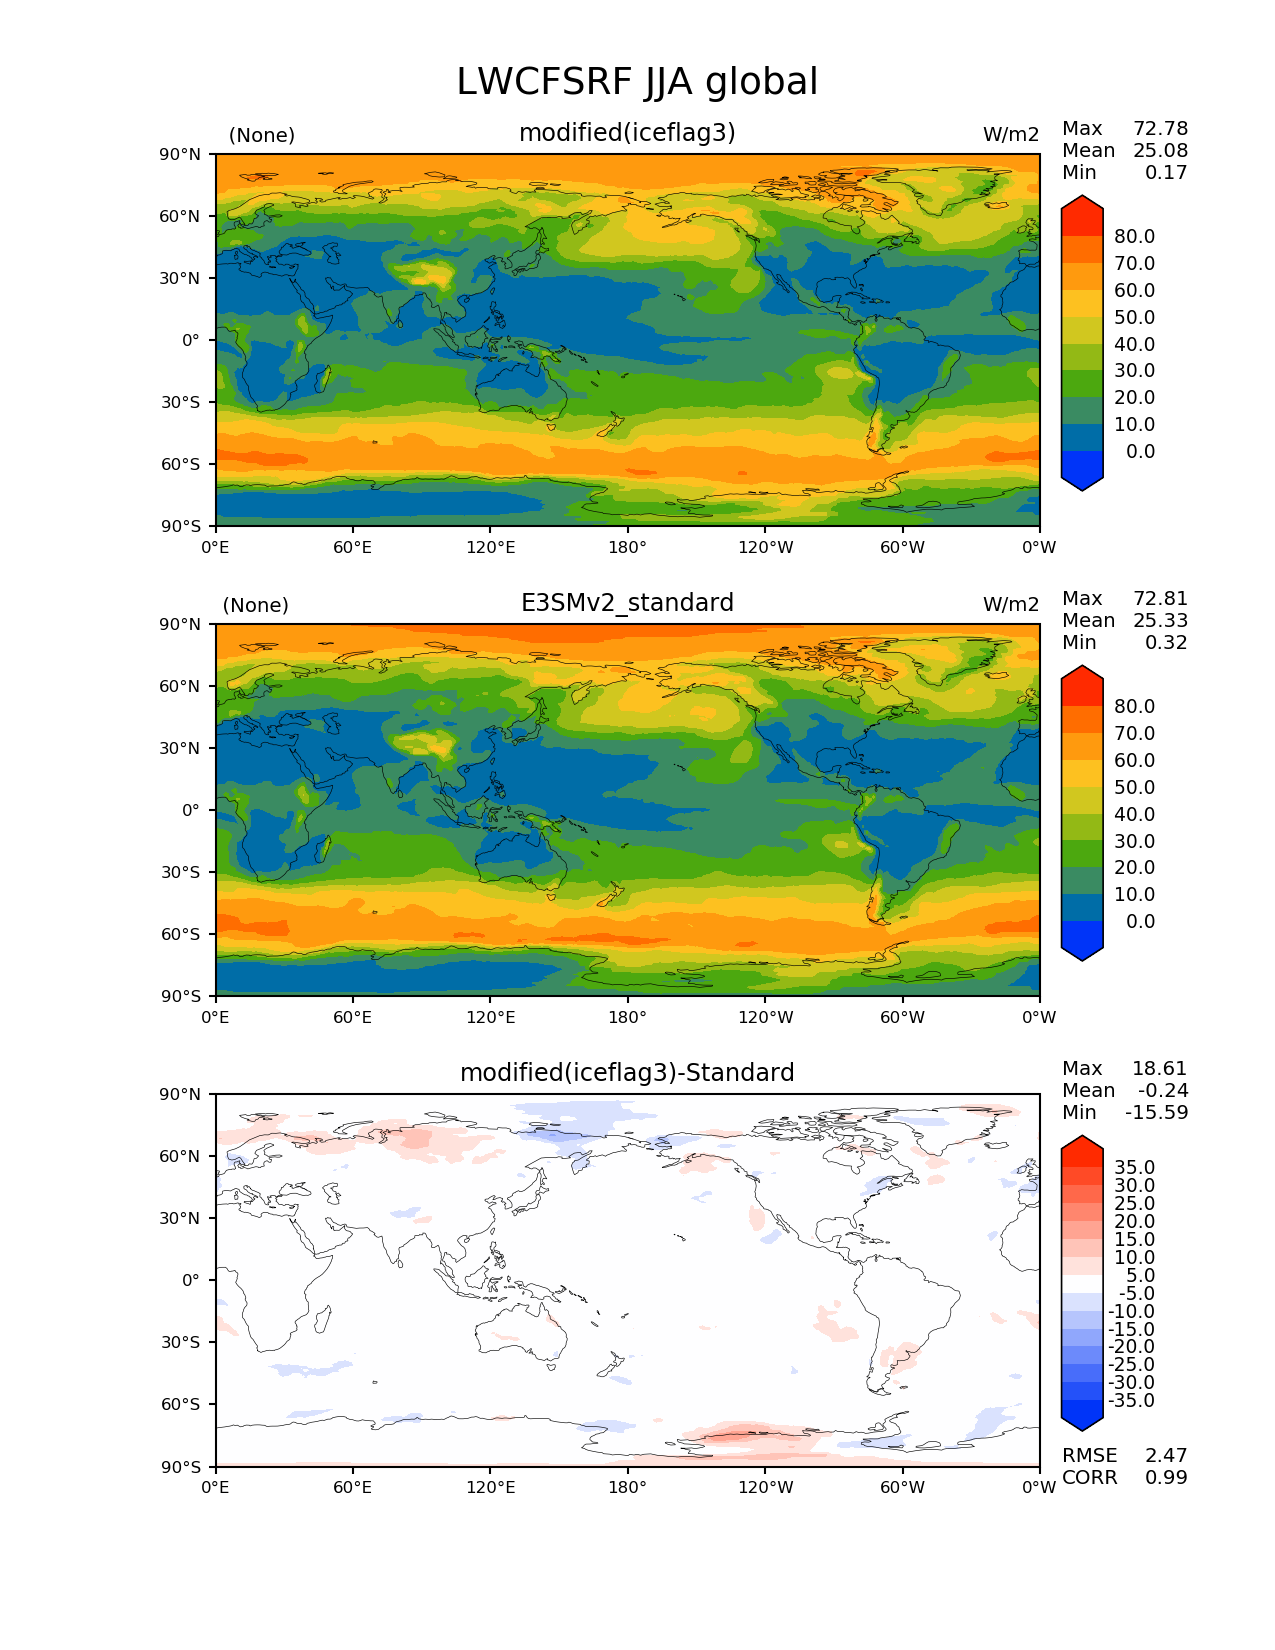 LWCFSRF JJA global
(None) modified(iceflag3) W/m2
Max 72.78
Mean 25.08
Min 0.17
90°N
60°N
30°N
0°
30°S
60°S
90°S
0°E 60°E 120°E 180° 120°W 60°W 0°W
80.0
70.0
60.0
50.0
40.0
30.0
20.0
10.0
0.0
(None) E3SMv2_standard W/m2
Max 72.81
Mean 25.33
Min 0.32
90°N
60°N
30°N
0°
30°S
60°S
90°S
0°E 60°E 120°E 180° 120°W 60°W 0°W
80.0
70.0
60.0
50.0
40.0
30.0
20.0
10.0
0.0
modified(iceflag3)-Standard
Max 18.61
Mean -0.24
Min -15.59
90°N
60°N
30°N
0°
30°S
60°S
90°S
0°E 60°E 120°E 180° 120°W 60°W 0°W
35.0
30.0
25.0
20.0
15.0
10.0
5.0
-5.0
-10.0
-15.0
-20.0
-25.0
-30.0
-35.0
RMSE 2.47
CORR 0.99